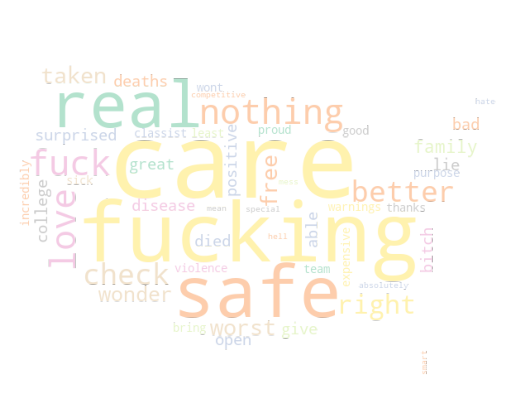 hate
taken deaths wont
competitive
real nothing
surprised classist least proud good bad
care
fuck great positive free family
lie
incredibly sick purpose
better
college love disease mean special warnings thanks
fucking
died able bitch
hell
check violence team expensive
absolutely
wonder safe right
bring worst give
open
smart